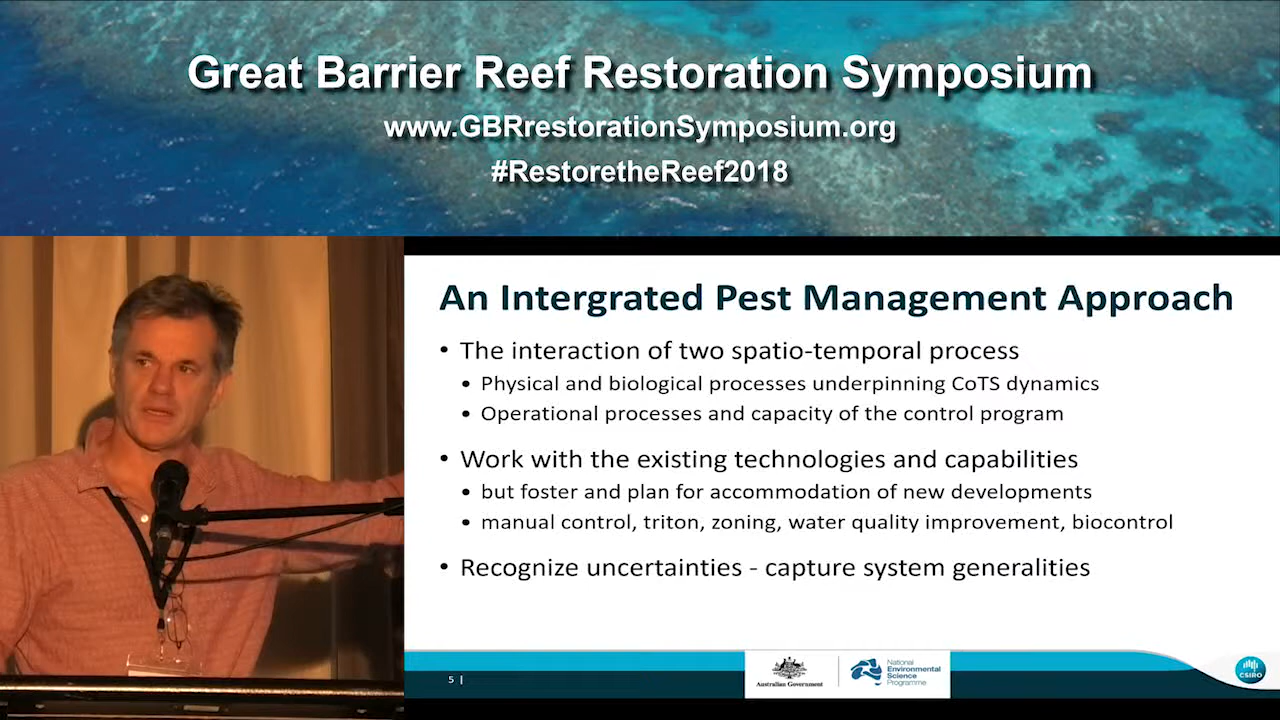 Great Barrier Reef Restoration Symposium
www.GBRrestorationSymposium.org
#RestoretheReef2018
An Intergrated Pest Management Approach
• The interaction of two spatio-temporal process
• Physical and biological processes underpinning CoTS dynamics
• Operational processes and capacity of the control program
• Work with the existing technologies and capabilities
• but foster and plan for accommodation of new developments
• manual control, triton, zoning, water quality improvement, biocontrol
• Recognize uncertainties - capture system generalities
5 |
Australian Government
National
Environmental
Science
Programme
CSIRO